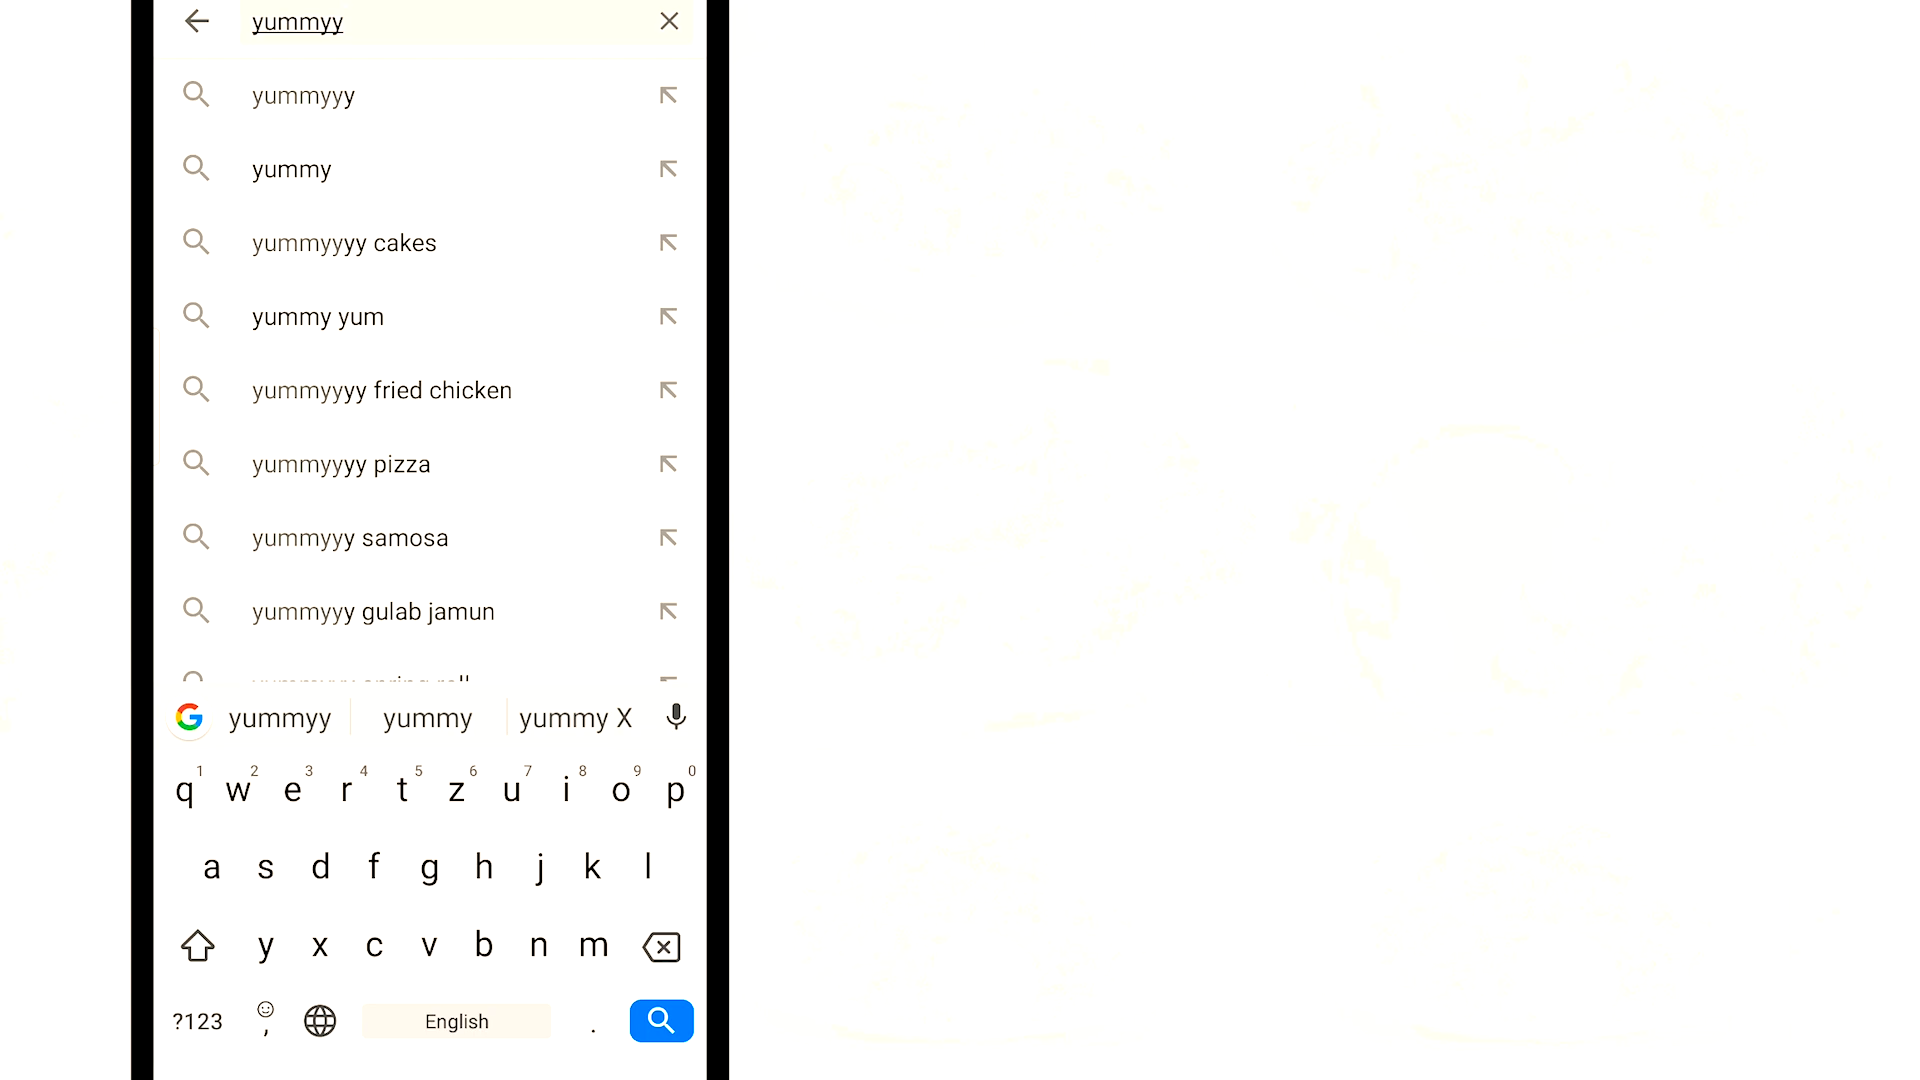 yummyy
yummyyy
yummy
yummyyyy cakes
yummy yum
yummyyyy fried chicken
yummyyyy pizza
yummyyy samosa
yummyyy gulab jamun
yummyy yummy yummy X
1 2 3 4 5 6 7 8 9 0
q w e r t z u i o p
a s d f g h j k l
y x c v b n m
?123 , English .